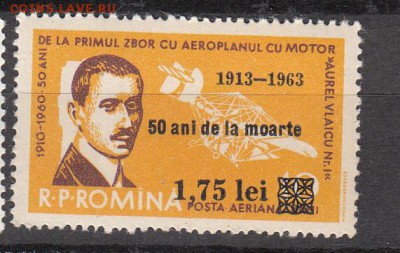 COINS.LAVE.RU
DE LA PRIMUL ZBOR CU AEROPLANUL CU MOTOR
»AUREL VLAICU Nr.1«
1910-1960·50 ANI
1913—1963
50 ani de la moarte
1,75 lei
R·P·ROMINA
POSTA AERIANA